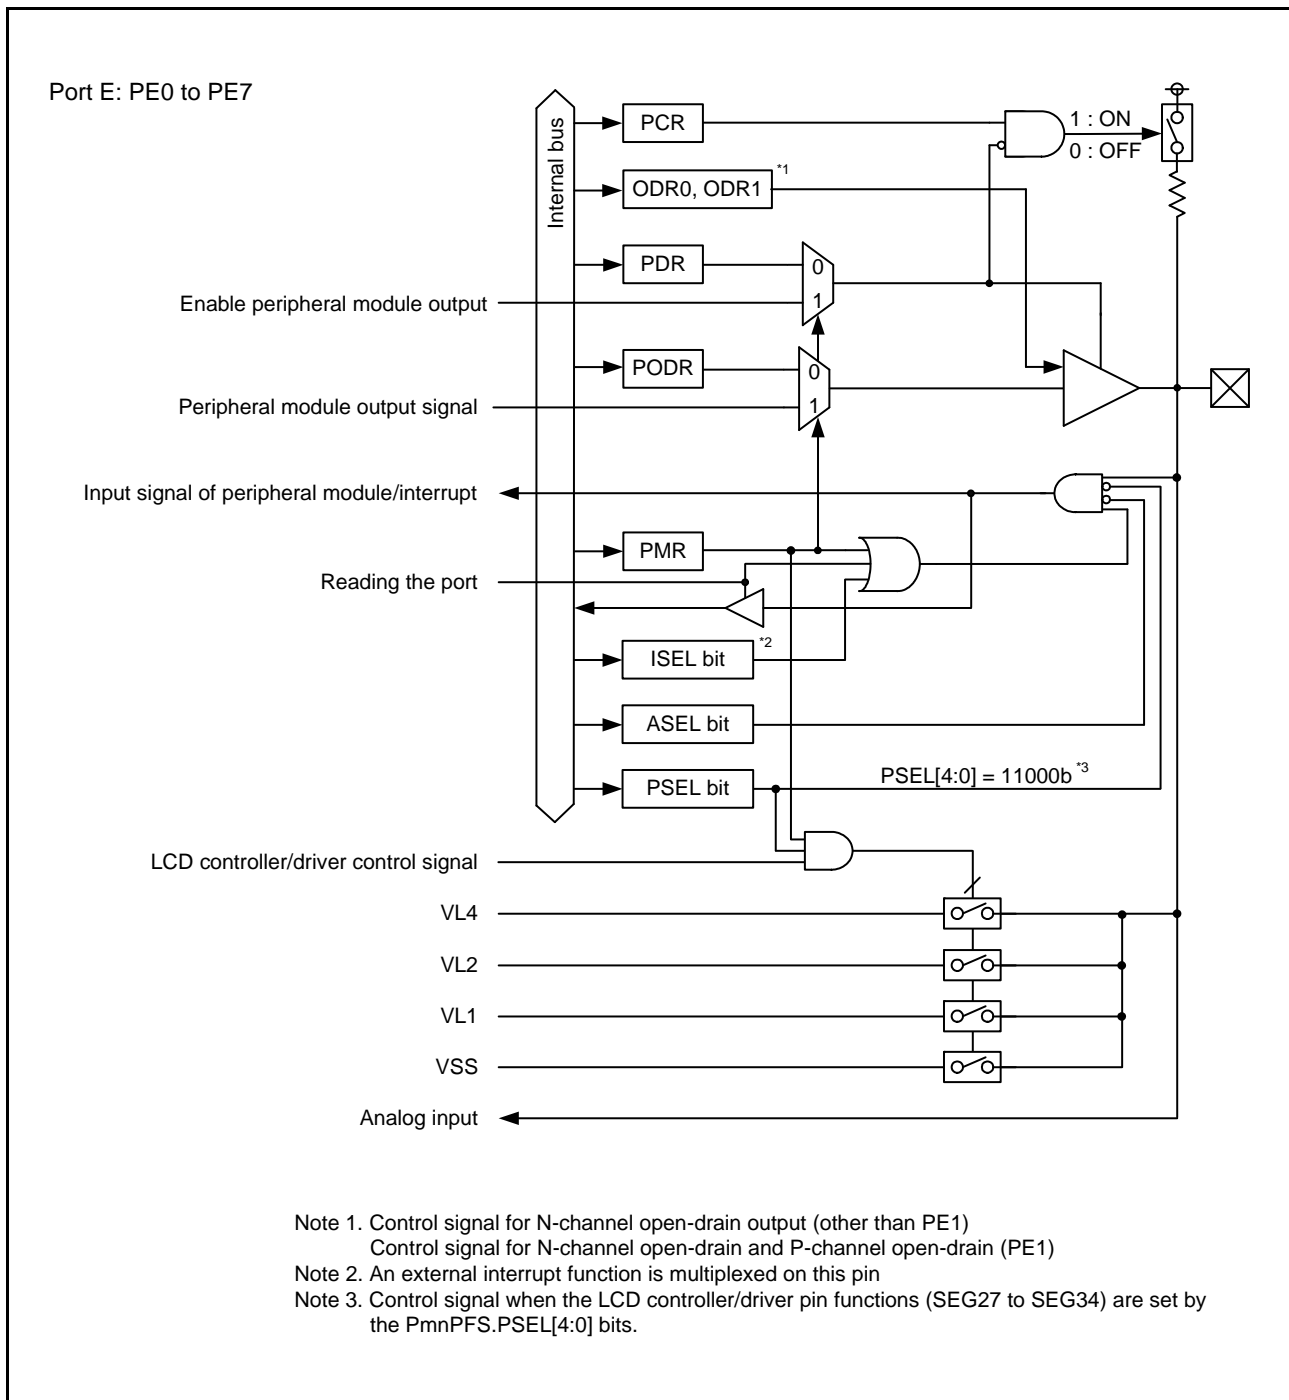 Port E: PE0 to PE7
Internal bus
PCR
1 : ON
0 : OFF
ODR0, ODR1 *1
PDR
0
1
Enable peripheral module output
PODR
0
1
Peripheral module output signal
Input signal of peripheral module/interrupt
PMR
Reading the port
ISEL bit *2
ASEL bit
PSEL bit
PSEL[4:0] = 11000b *3
LCD controller/driver control signal
VL4
VL2
VL1
VSS
Analog input
Note 1. Control signal for N-channel open-drain output (other than PE1)
Control signal for N-channel open-drain and P-channel open-drain (PE1)
Note 2. An external interrupt function is multiplexed on this pin
Note 3. Control signal when the LCD controller/driver pin functions (SEG27 to SEG34) are set by
the PmnPFS.PSEL[4:0] bits.